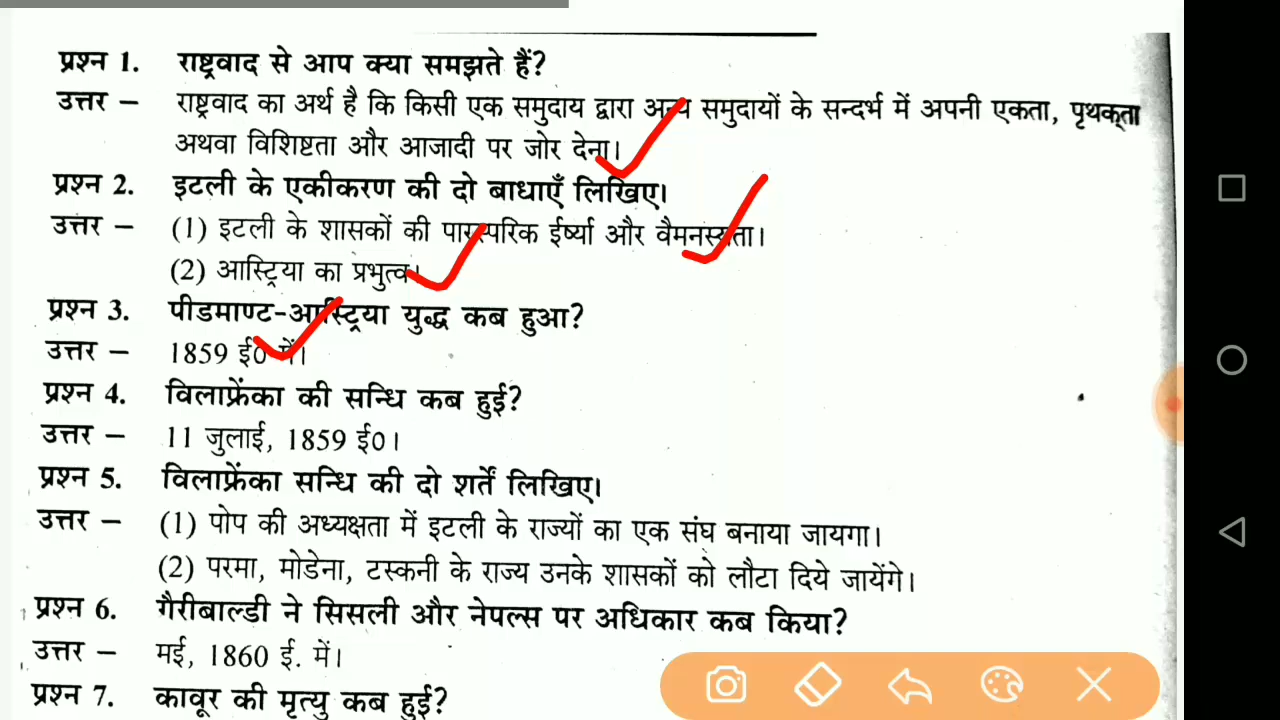 प्रश्न 1. राष्ट्रवाद से आप क्या समझते हैं?
उत्तर – राष्ट्रवाद का अर्थ है कि किसी एक समुदाय द्वारा अन्य समुदायों के सन्दर्भ में अपनी एकता, पृथक्ता
अथवा विशिष्टता और आजादी पर जोर देना।
प्रश्न 2. इटली के एकीकरण की दो बाधाएँ लिखिए।
उत्तर – (1) इटली के शासकों की पारस्परिक ईर्ष्या और वैमनस्यता।
(2) आस्ट्रिया का प्रभुत्व।
प्रश्न 3. पीडमाण्ट-आस्ट्रिया युद्ध कब हुआ?
उत्तर – 1859 ई0 में।
प्रश्न 4. विलाफ्रेंका की सन्धि कब हुई?
उत्तर – 11 जुलाई, 1859 ई0।
प्रश्न 5. विलाफ्रेंका सन्धि की दो शर्तें लिखिए।
उत्तर – (1) पोप की अध्यक्षता में इटली के राज्यों का एक संघ बनाया जायगा।
(2) परमा, मोडेना, टस्कनी के राज्य उनके शासकों को लौटा दिये जायेंगे।
प्रश्न 6. गैरीबाल्डी ने सिसली और नेपल्स पर अधिकार कब किया?
उत्तर – मई, 1860 ई. में।
प्रश्न 7. कावूर की मृत्यु कब हुई?